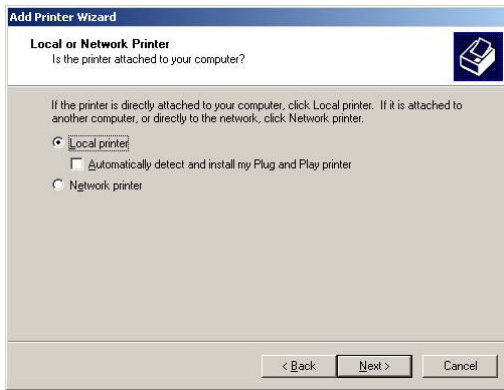 Add Printer Wizard
Local or Network Printer
Is the printer attached to your computer?
If the printer is directly attached to your computer, click Local printer.  If it is attached to
another computer, or directly to the network, click Network printer.
Local printer
Automatically detect and install my Plug and Play printer
Network printer
< Back Next > Cancel